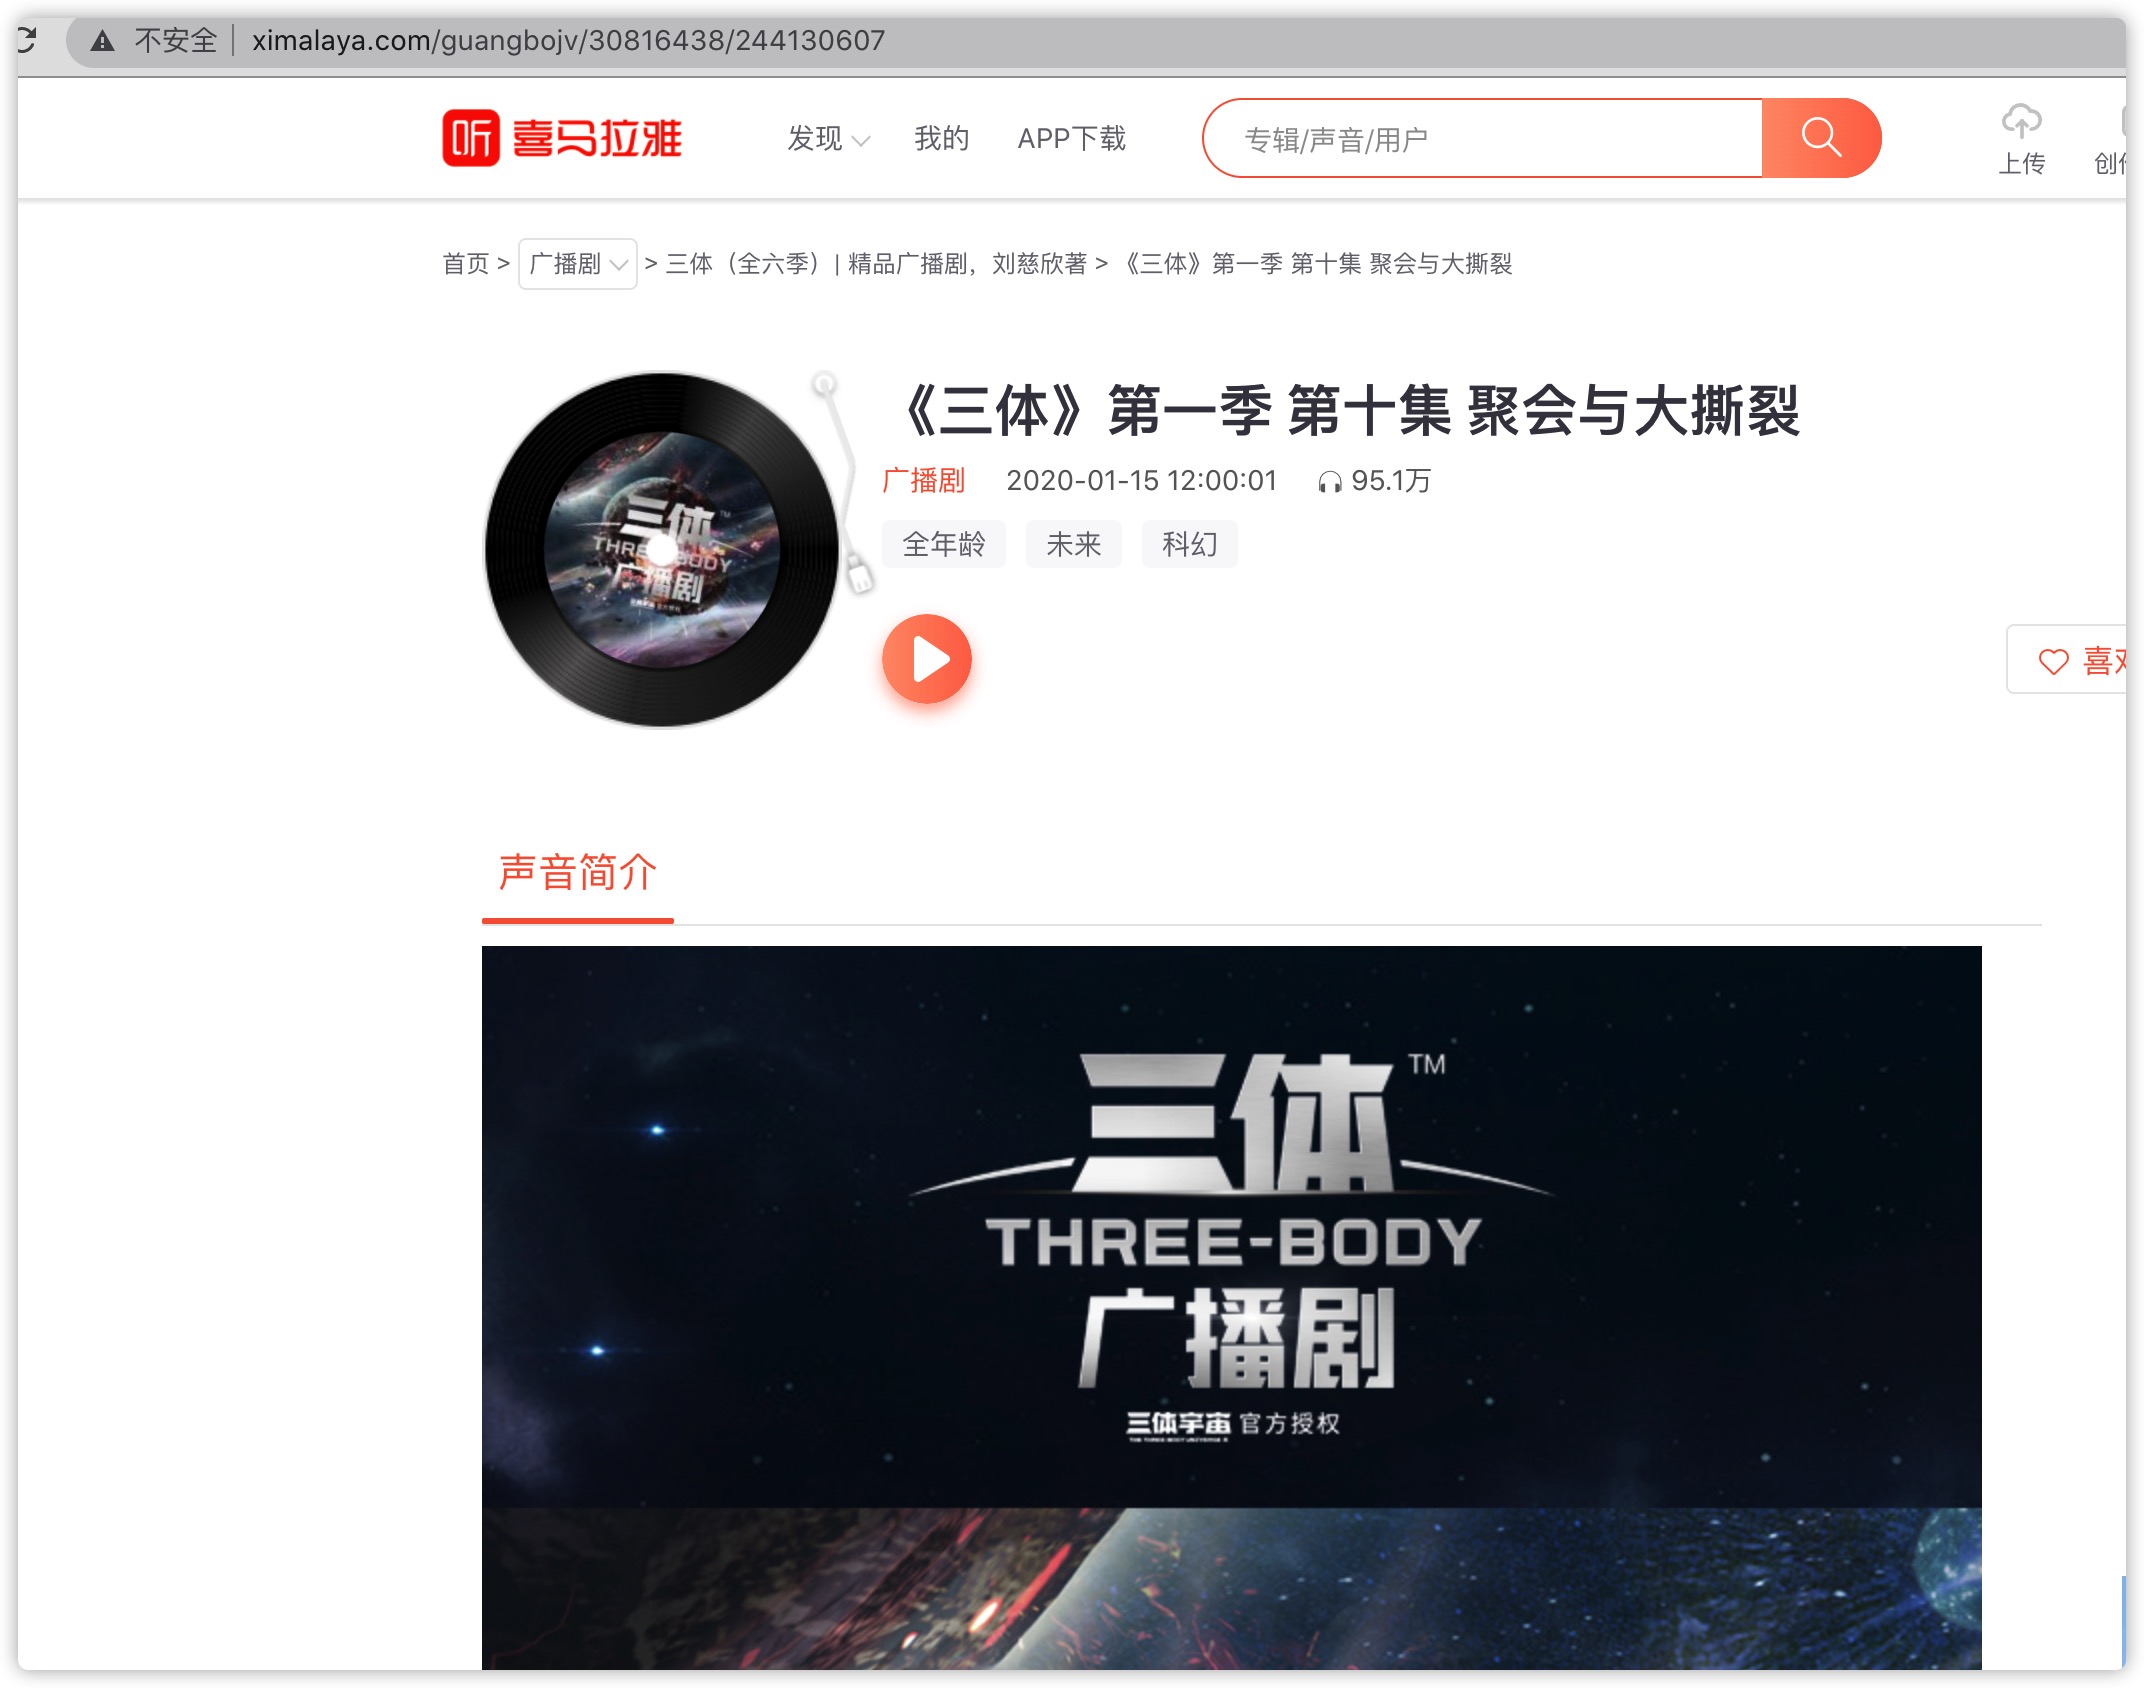 不安全 | ximalaya.com/guangbojv/30816438/244130607
听 喜马拉雅 发现 我的 APP下载 专辑/声音/用户 上传
首页 > 广播剧 > 三体（全六季）| 精品广播剧，刘慈欣著 > 《三体》第一季 第十集 聚会与大撕裂
《三体》第一季 第十集 聚会与大撕裂
广播剧 2020-01-15 12:00:01 95.1万
全年龄 未来 科幻
三体 TM
THREE-BODY
广播剧
喜
声音简介
三体 TM
THREE-BODY
广播剧
三体宇宙 官方授权